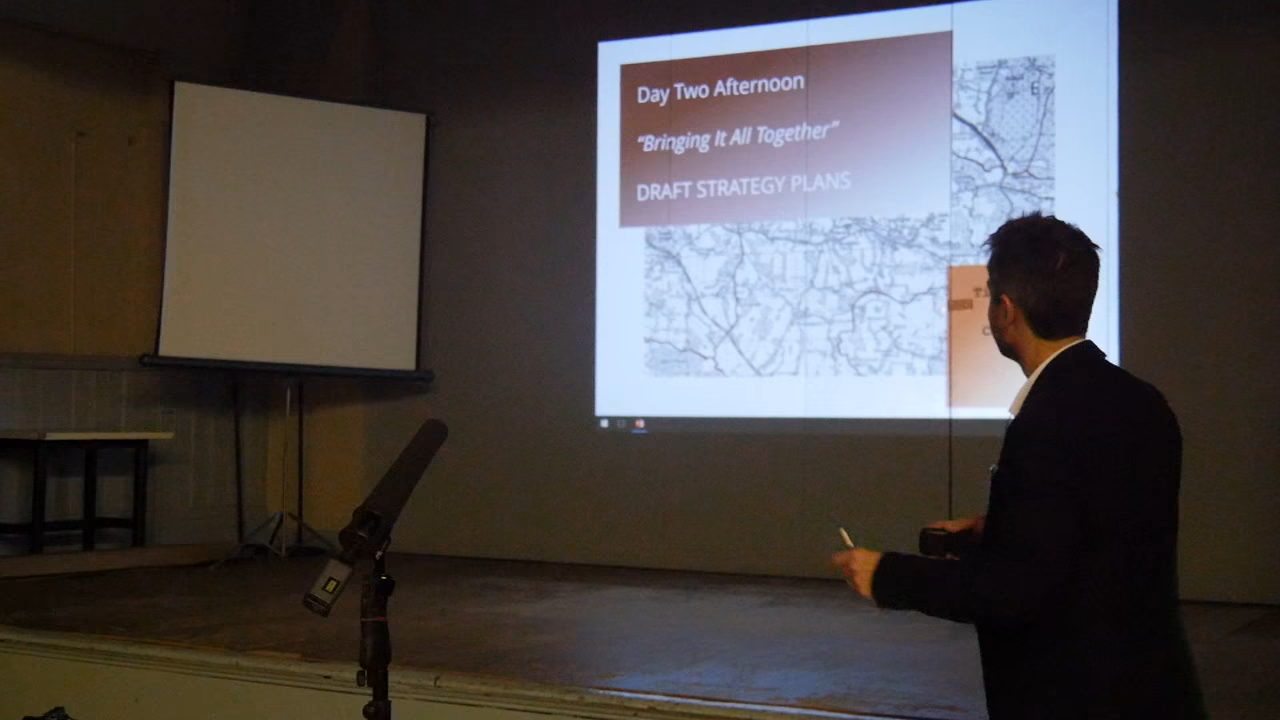 Day Two Afternoon
“Bringing It All Together”
DRAFT STRATEGY PLANS